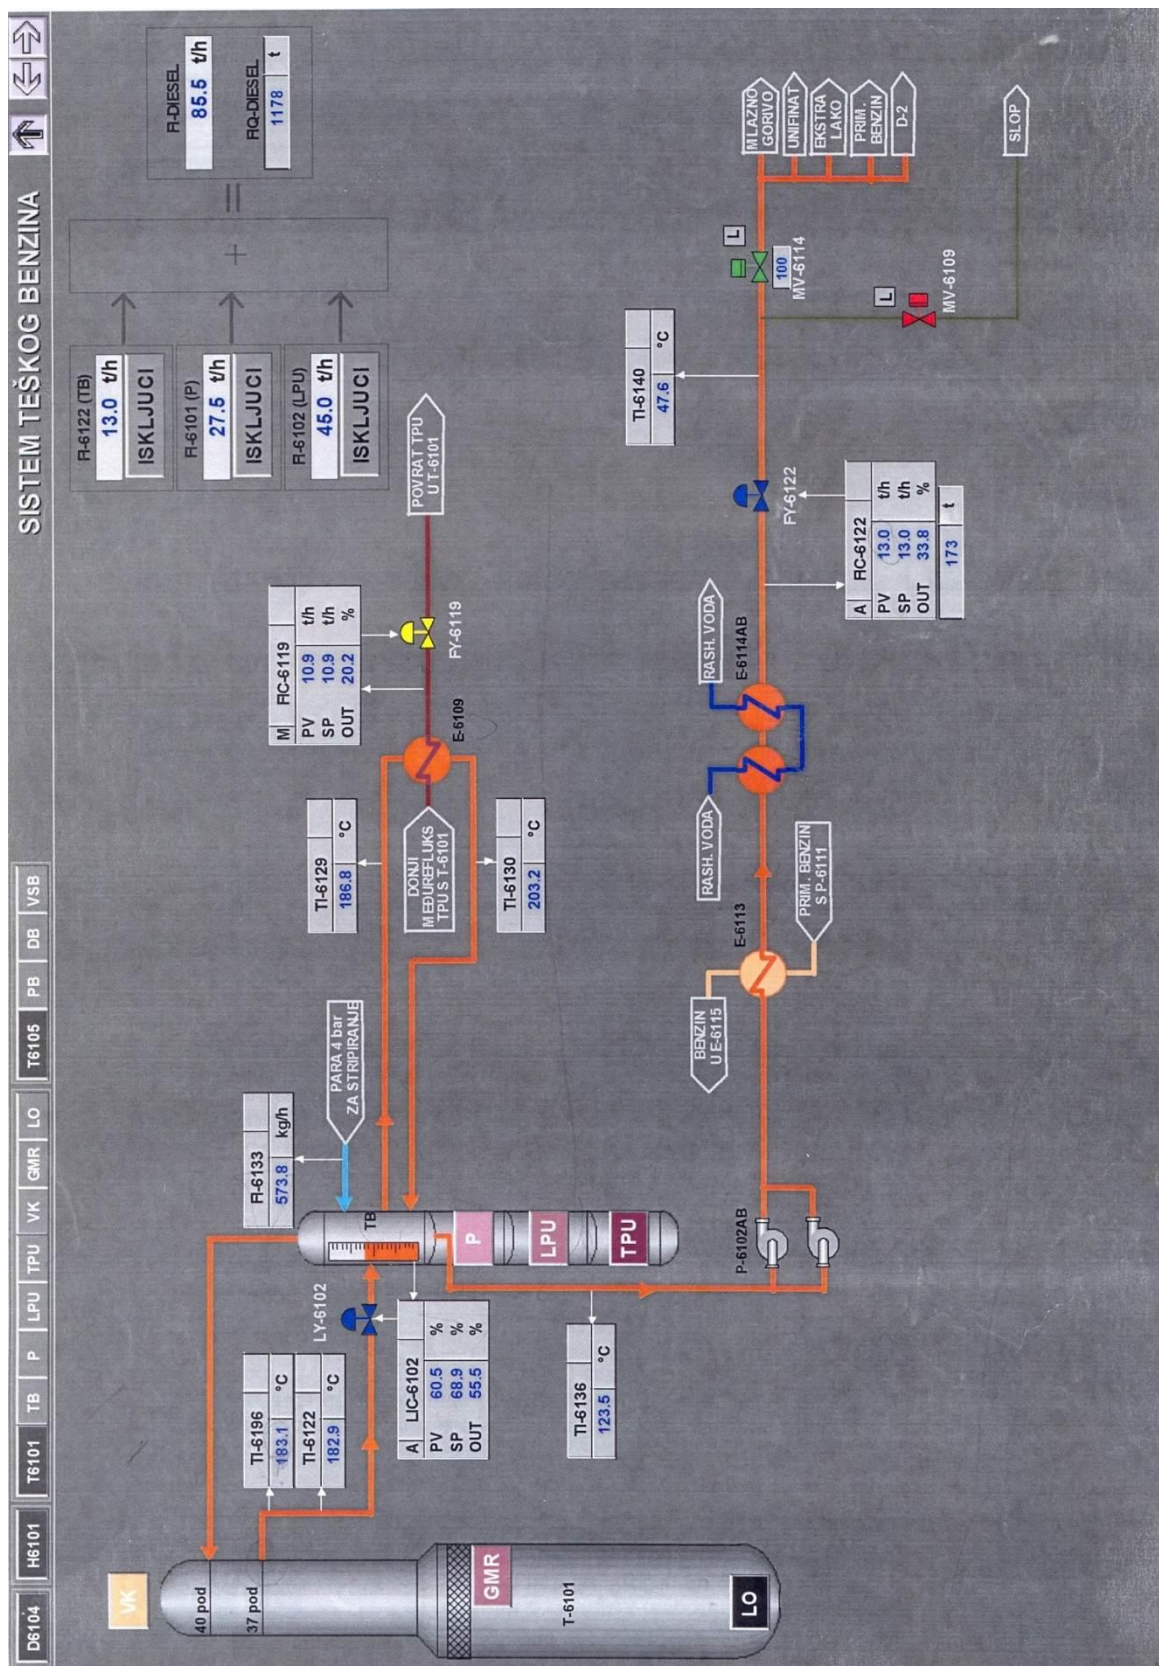 SISTEM TEŠKOG BENZINA
D6104
H6101
T6101
TB
P
LPU
TPU
VK
GMR
LO
T6105
PB
DB
VSB
FI-6122 (TB)
13.0 t/h
ISKLJUCI
FI-6101 (P)
27.5 t/h
ISKLJUCI
FI-6102 (LPU)
45.0 t/h
ISKLJUCI
+
=
FI-DIESEL
85.5 t/h
RQ-DIESEL
1178 t
VK
40 pod
37 pod
GMR
T-6101
LO
TI-6196
183.1 °C
TI-6122
182.9 °C
LY-6102
A LIC-6102
PV 60.5 %
SP 68.9 %
OUT 55.5 %
FI-6133
573.8 kg/h
PARA 4 bar
ZA STRIPIRANJE
TB
P
LPU
TPU
TI-6136
123.5 °C
TI-6129
186.8 °C
DONJI
MEĐUREFLUKS
TPU S T-6101
TI-6130
203.2 °C
E-6109
M FIC-6119
PV 10.9 t/h
SP 10.9 t/h
OUT 20.2 %
FY-6119
POVRAT TPU
U T-6101
P-6102AB
BENZIN
U E-6115
E-6113
PRIM. BENZIN
S P-6111
RASH. VODA
RASH. VODA
E-6114AB
A FIC-6122
PV 13.0 t/h
SP 13.0 t/h
OUT 33.8 %
173 t
FY-6122
TI-6140
47.6 °C
L
100
MV-6114
L
MV-6109
MLAZNO
GORIVO
UNIFINAT
EKSTRA
LAKO
PRIM.
BENZIN
D-2
SLOP